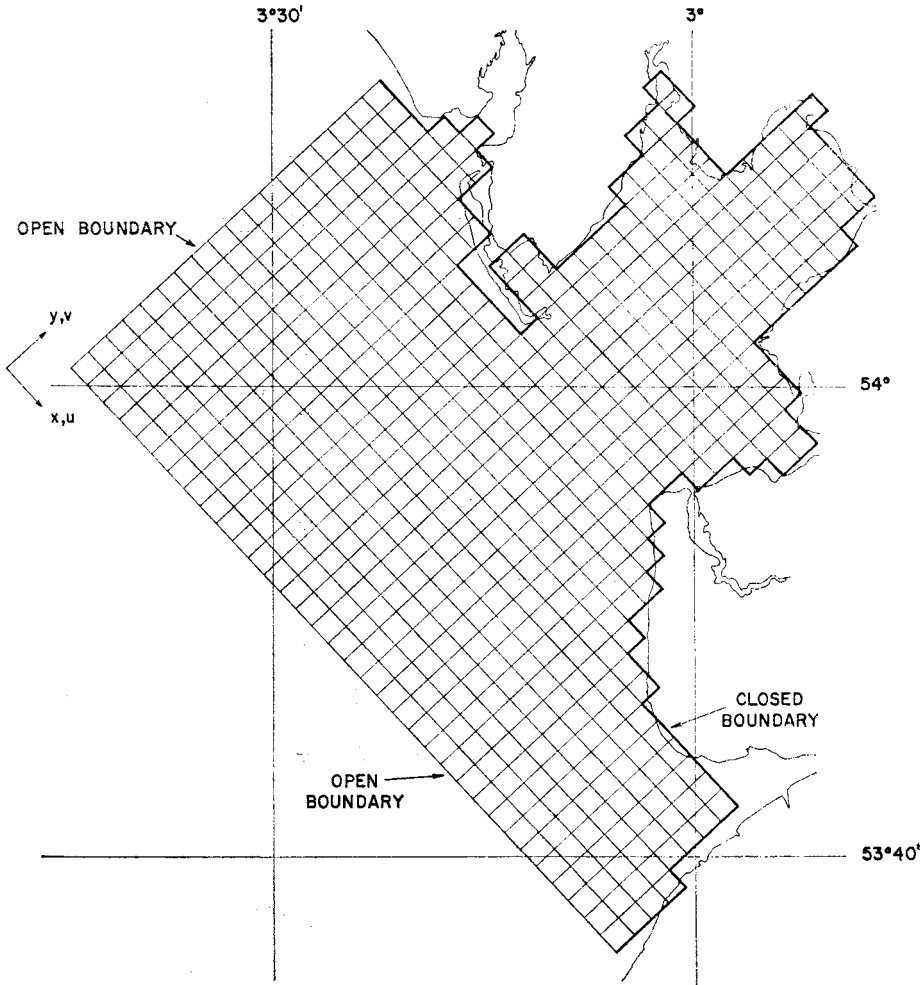 3°30'
3°
OPEN BOUNDARY
y,v
x,u
54°
CLOSED
BOUNDARY
OPEN
BOUNDARY
53°40'